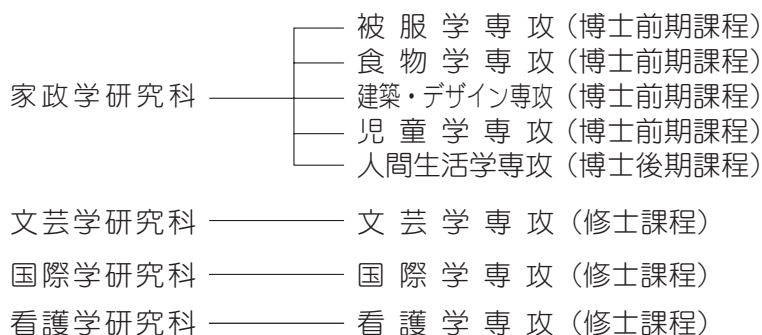 被服学専攻（博士前期課程）
食物学専攻（博士前期課程）
家政学研究科 建築・デザイン専攻（博士前期課程）
児童学専攻（博士前期課程）
人間生活学専攻（博士後期課程）
文芸学研究科 文芸学専攻（修士課程）
国際学研究科 国際学専攻（修士課程）
看護学研究科 看護学専攻（修士課程）